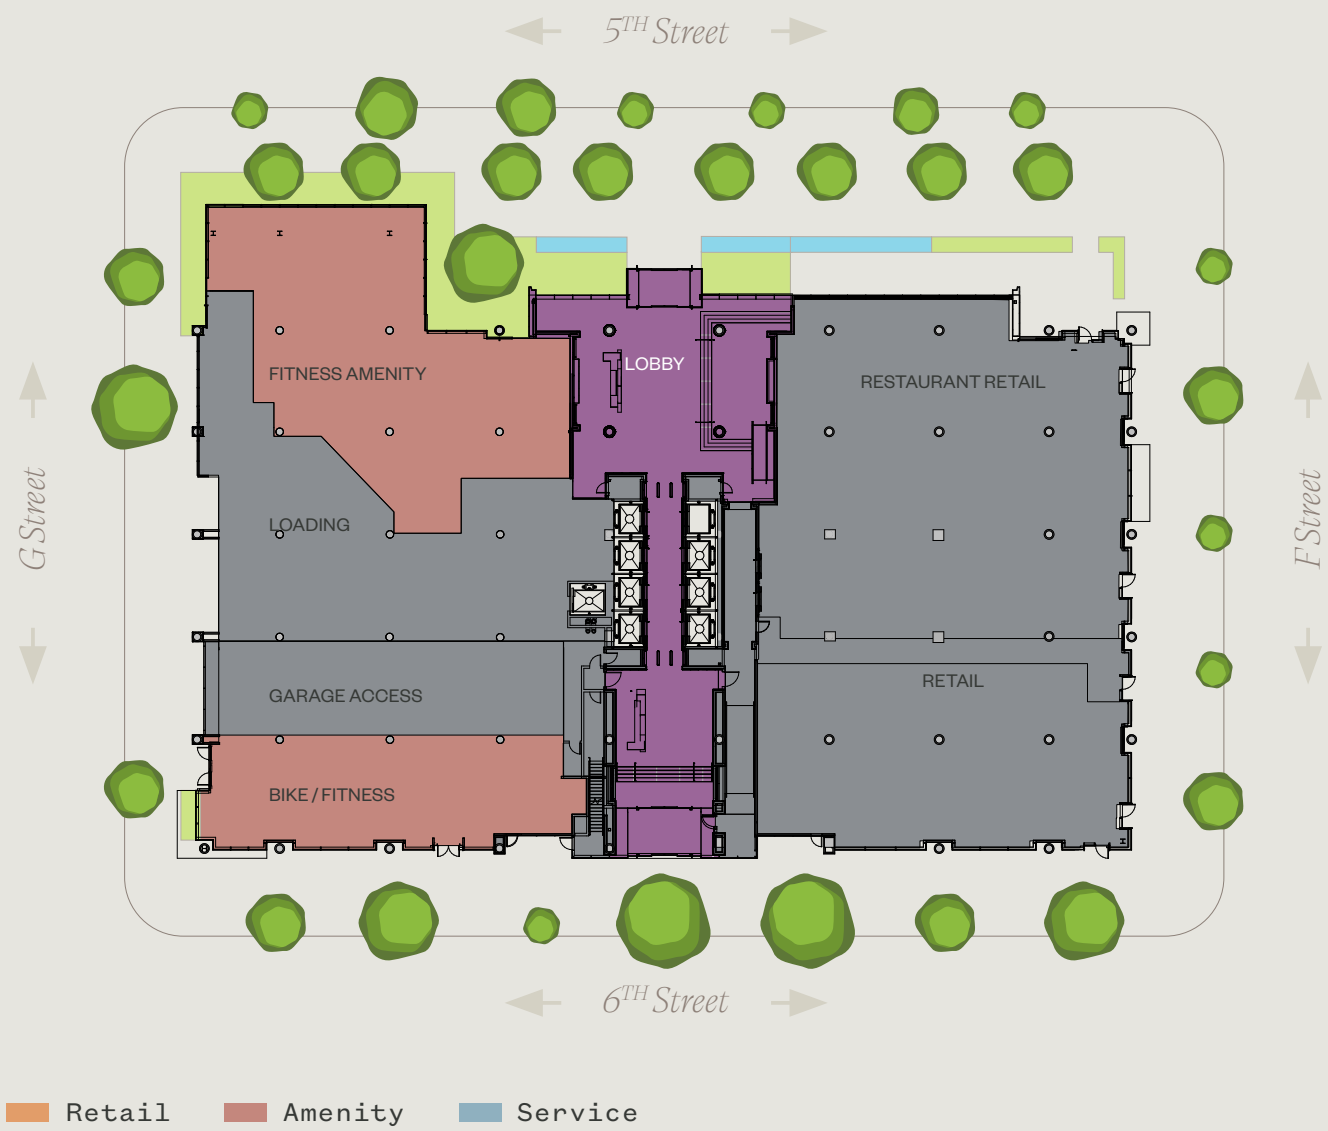 5TH Street
FITNESS AMENITY
LOBBY
RESTAURANT RETAIL
G Street
F Street
LOADING
GARAGE ACCESS
RETAIL
BIKE / FITNESS
6TH Street
Retail
Amenity
Service